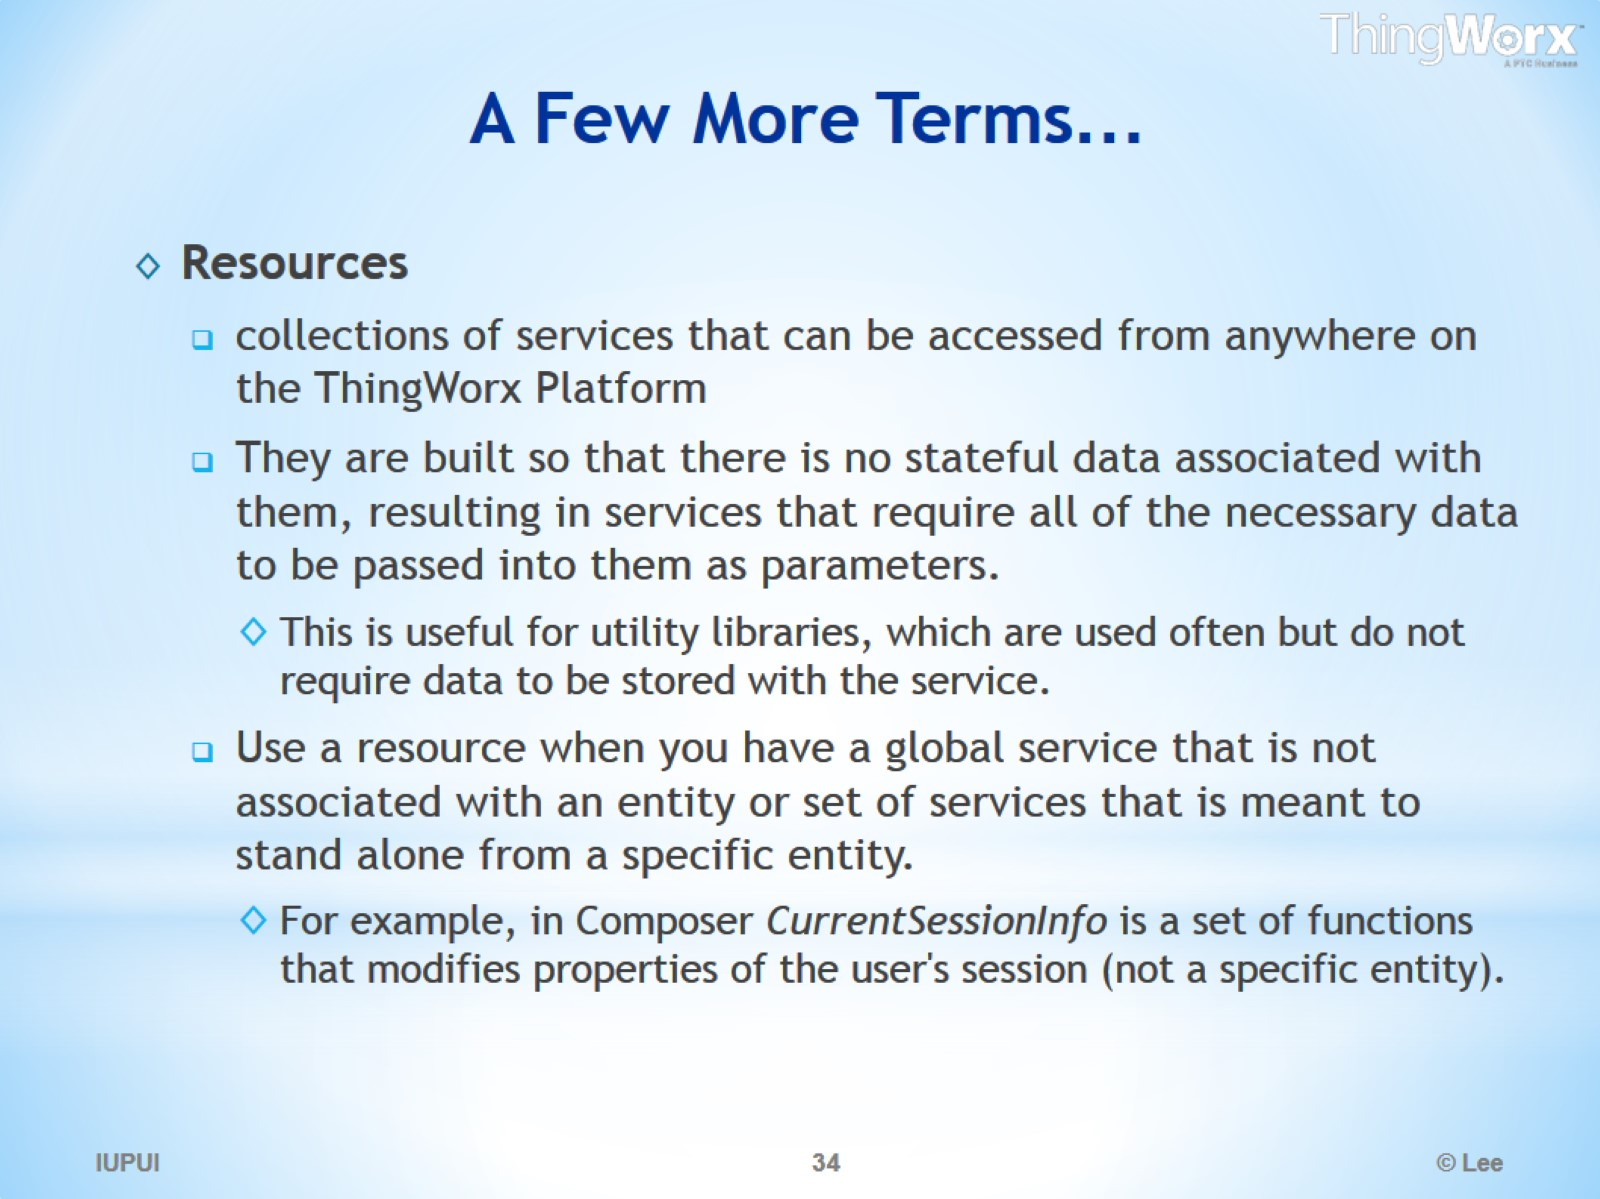 ThingWorx
A PTC Business
A Few More Terms...
Resources
collections of services that can be accessed from anywhere on
the ThingWorx Platform
They are built so that there is no stateful data associated with
them, resulting in services that require all of the necessary data
to be passed into them as parameters.
This is useful for utility libraries, which are used often but do not
require data to be stored with the service.
Use a resource when you have a global service that is not
associated with an entity or set of services that is meant to
stand alone from a specific entity.
For example, in Composer CurrentSessionInfo is a set of functions
that modifies properties of the user's session (not a specific entity).
IUPUI
34
© Lee